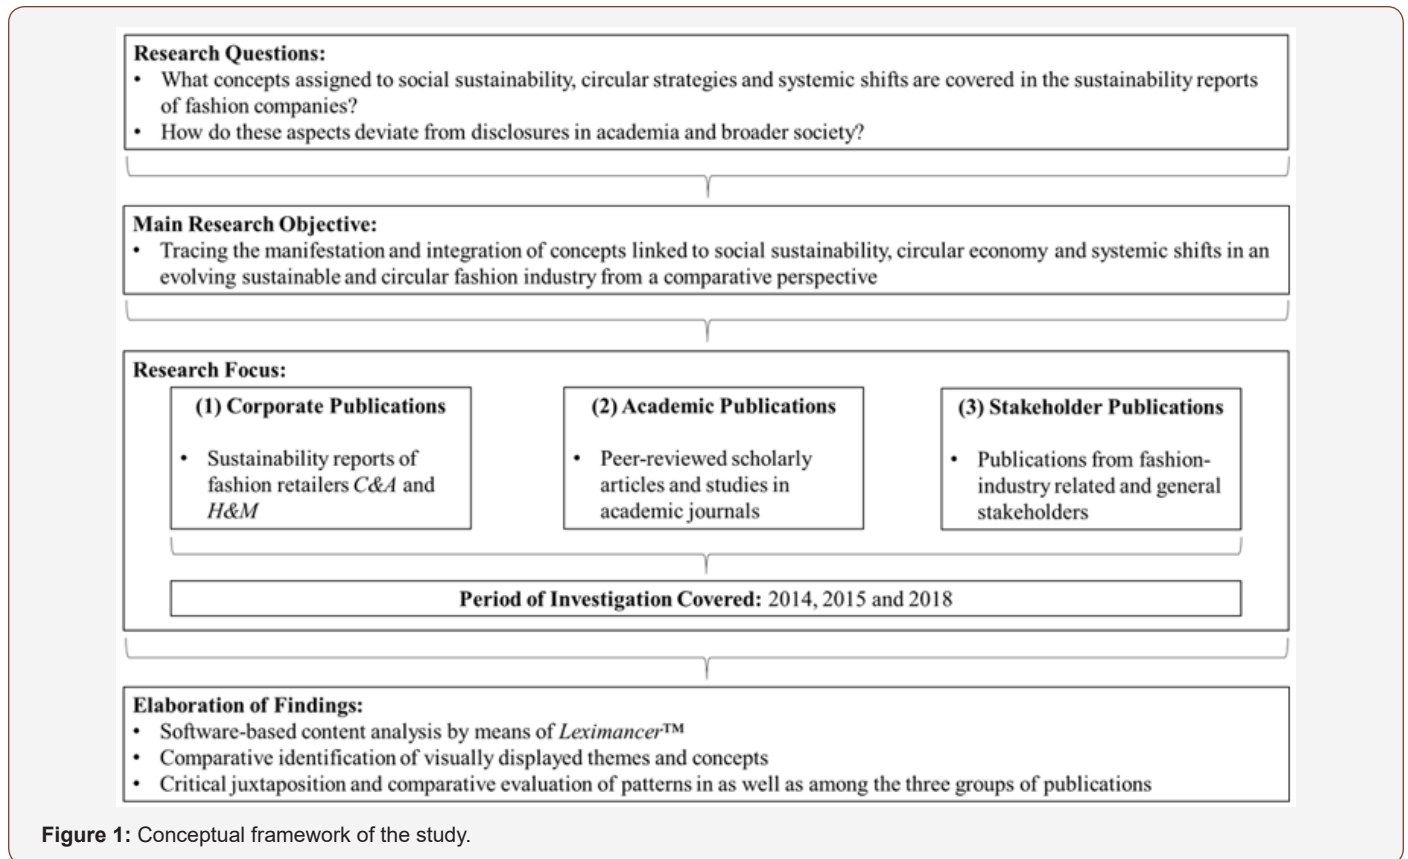 Research Questions:
• What concepts assigned to social sustainability, circular strategies and systemic shifts are covered in the sustainability reports
of fashion companies?
• How do these aspects deviate from disclosures in academia and broader society?
Main Research Objective:
• Tracing the manifestation and integration of concepts linked to social sustainability, circular economy and systemic shifts in an
evolving sustainable and circular fashion industry from a comparative perspective
Research Focus:
(1) Corporate Publications
• Sustainability reports of
fashion retailers C&A and
H&M
(2) Academic Publications
• Peer-reviewed scholarly
articles and studies in
academic journals
(3) Stakeholder Publications
• Publications from fashion-
industry related and general
stakeholders
Period of Investigation Covered: 2014, 2015 and 2018
Elaboration of Findings:
• Software-based content analysis by means of Leximancer™
• Comparative identification of visually displayed themes and concepts
• Critical juxtaposition and comparative evaluation of patterns in as well as among the three groups of publications
Figure 1: Conceptual framework of the study.